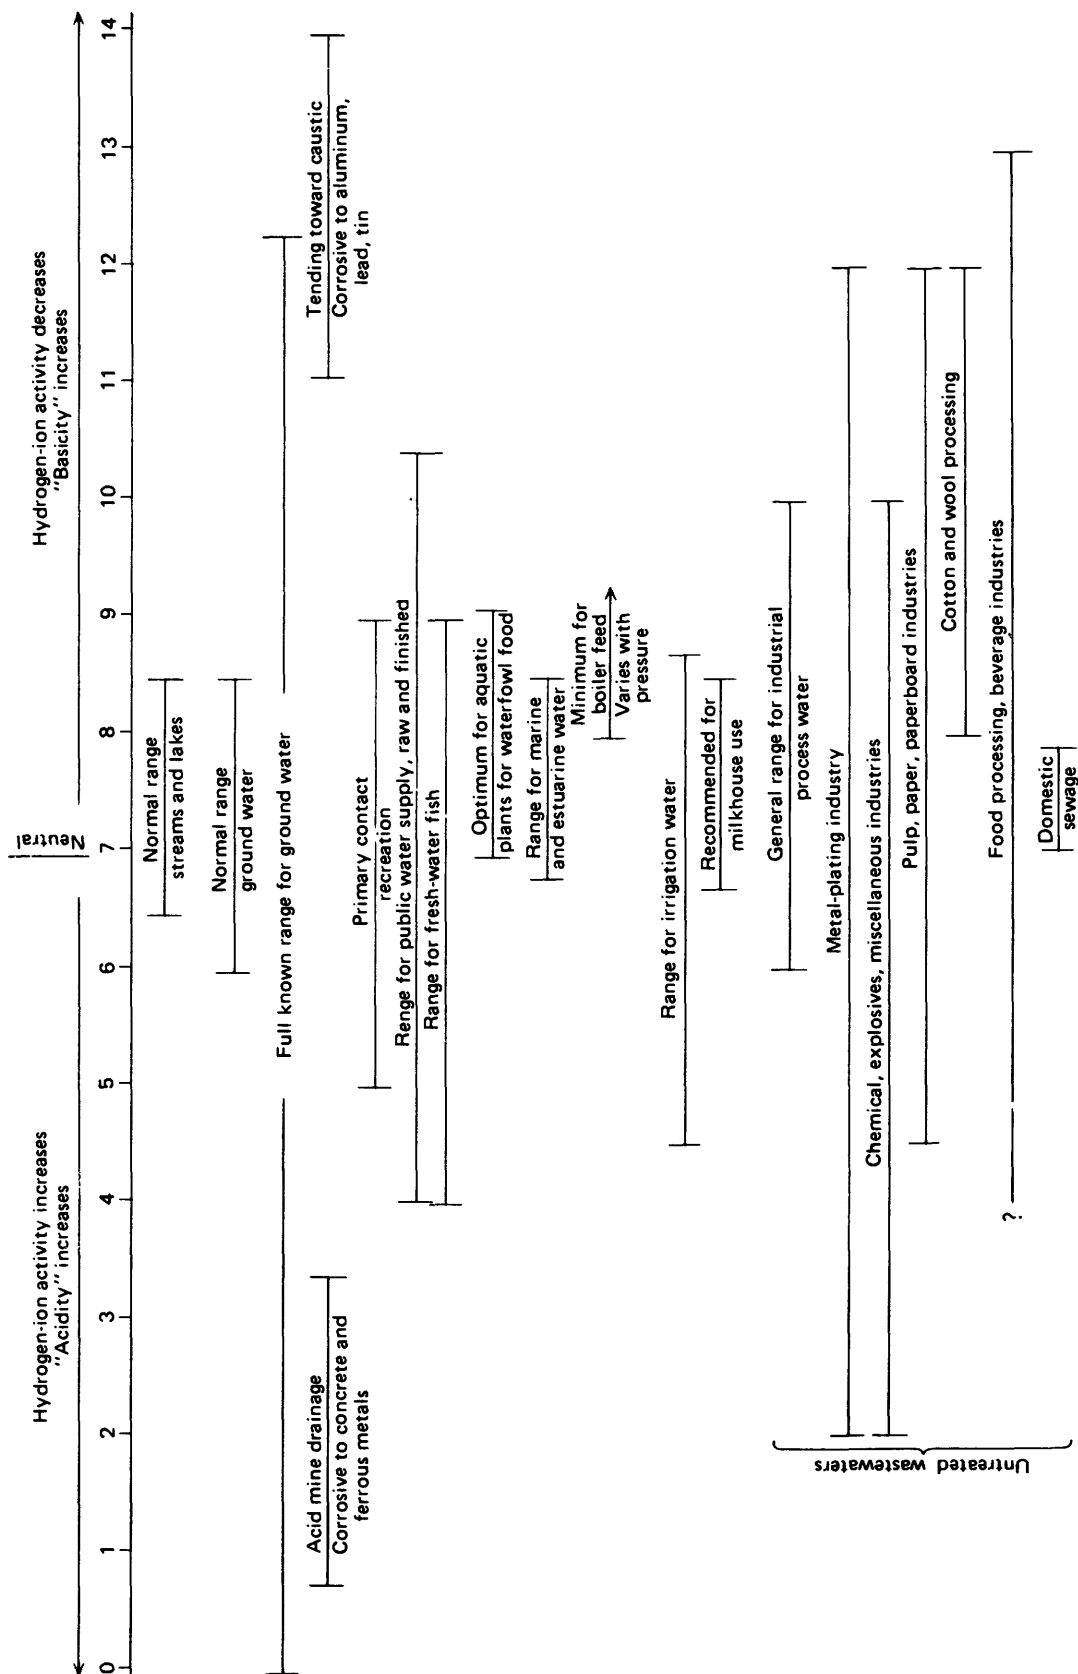 Hydrogen-ion activity increases
"Acidity" increases
Neutral
Hydrogen-ion activity decreases
"Basicity" increases
0 1 2 3 4 5 6 7 8 9 10 11 12 13 14
Normal range
streams and lakes
Normal range
ground water
Full known range for ground water
Acid mine drainage
Corrosive to concrete and
ferrous metals
Tending toward caustic
Corrosive to aluminum,
lead, tin
Primary contact
recreation
Renge for public water supply, raw and finished
Range for fresh-water fish
Optimum for aquatic
plants for waterfowl food
Range for marine
and estuarine water
Minimum for
boiler feed
Varies with
pressure
Range for irrigation water
Recommended for
milkhouse use
General range for industrial
process water
Untreated wastewaters
Metal-plating industry
Chemical, explosives, miscellaneous industries
Pulp, paper, paperboard industries
Cotton and wool processing
Food processing, beverage industries
?
Domestic
sewage